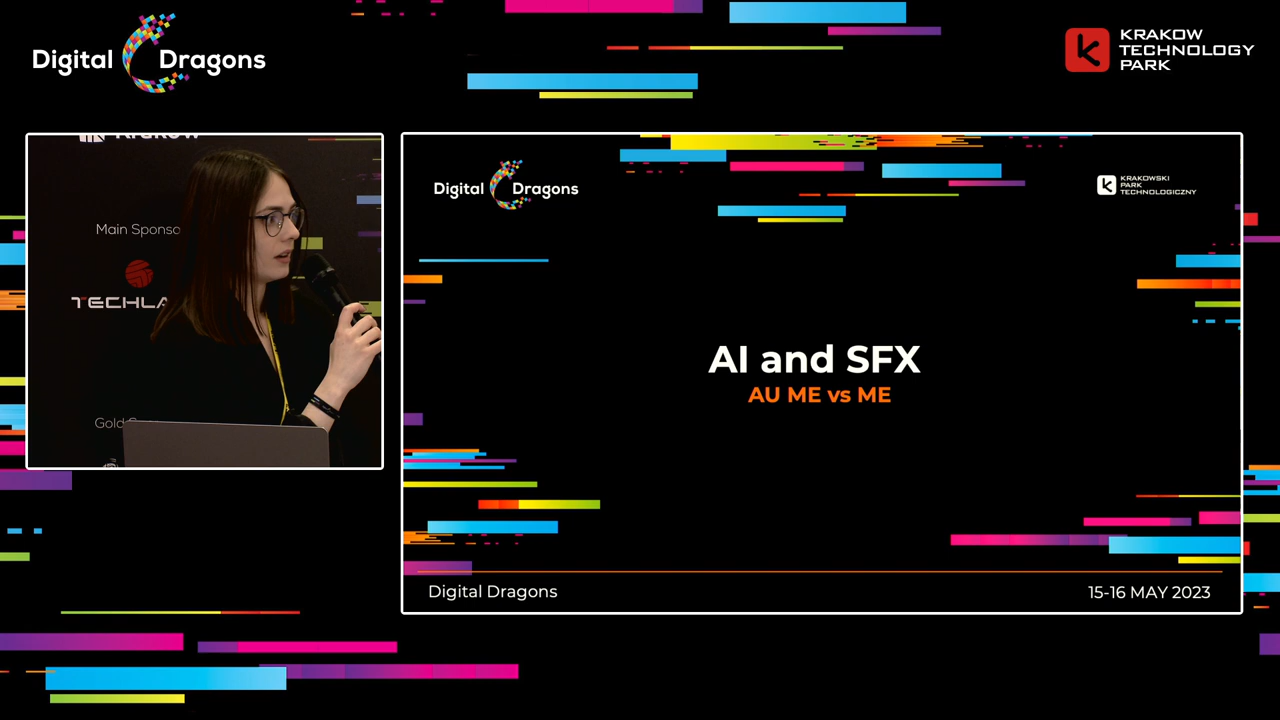 Digital Dragons
KRAKOW
TECHNOLOGY
PARK
Main Sponso
TECHLA
Gold
Digital Dragons
KRAKOWSKI
PARK
TECHNOLOGICZNY
AI and SFX
AU ME vs ME
Digital Dragons
15-16 MAY 2023